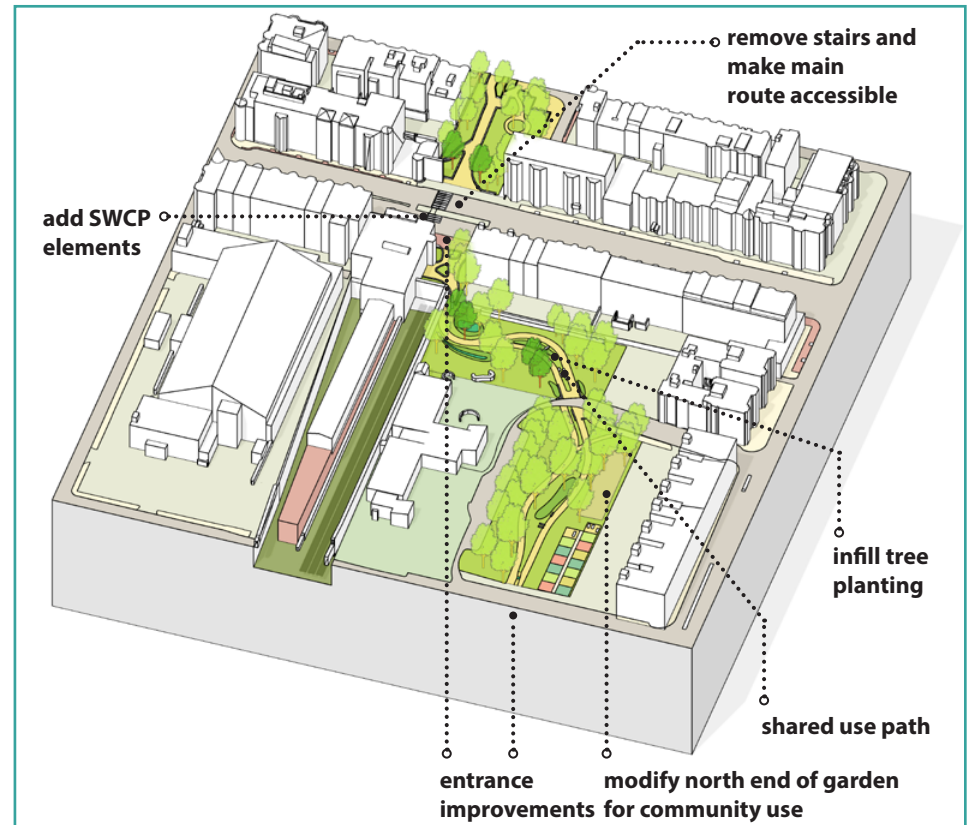 remove stairs and
make main
route accessible
add SWCP
elements
infill tree
planting
shared use path
entrance
improvements
modify north end of garden
for community use